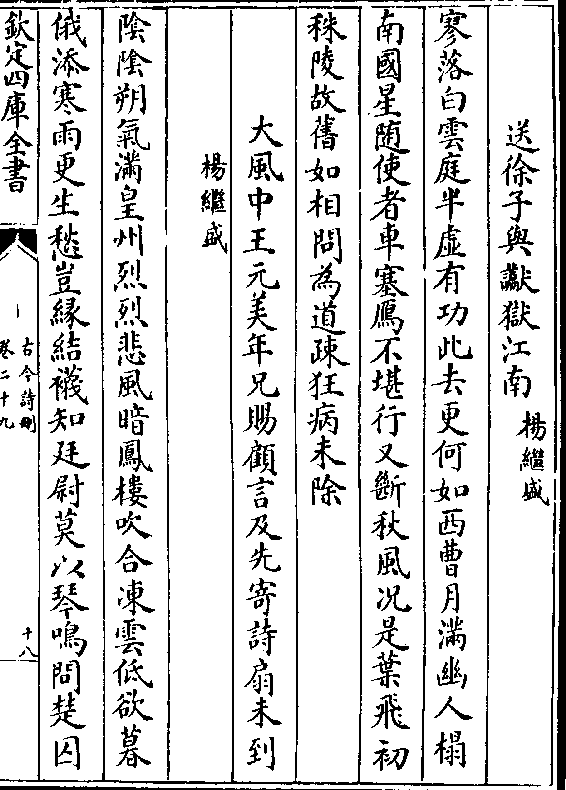 送徐子與讞獄江南
楊繼盛
寥落白雲庭半虛有功此去更何如西曹月滿幽人榻
南國星随使者車塞鴈不堪行又斷秋風况是葉飛初
秣陵故舊如相問為道疎狂病未除
大風中王元美年兄賜顧言及先寄詩扇未到
楊繼盛
陰陰朔氣滿皇州烈烈悲風暗鳳樓吹合凍雲低欲暮
俄添寒雨更生愁豈緣結襪知廷尉莫以琴鳴問楚囚
欽定四庫全書
古今詩刪
卷二十九
十八